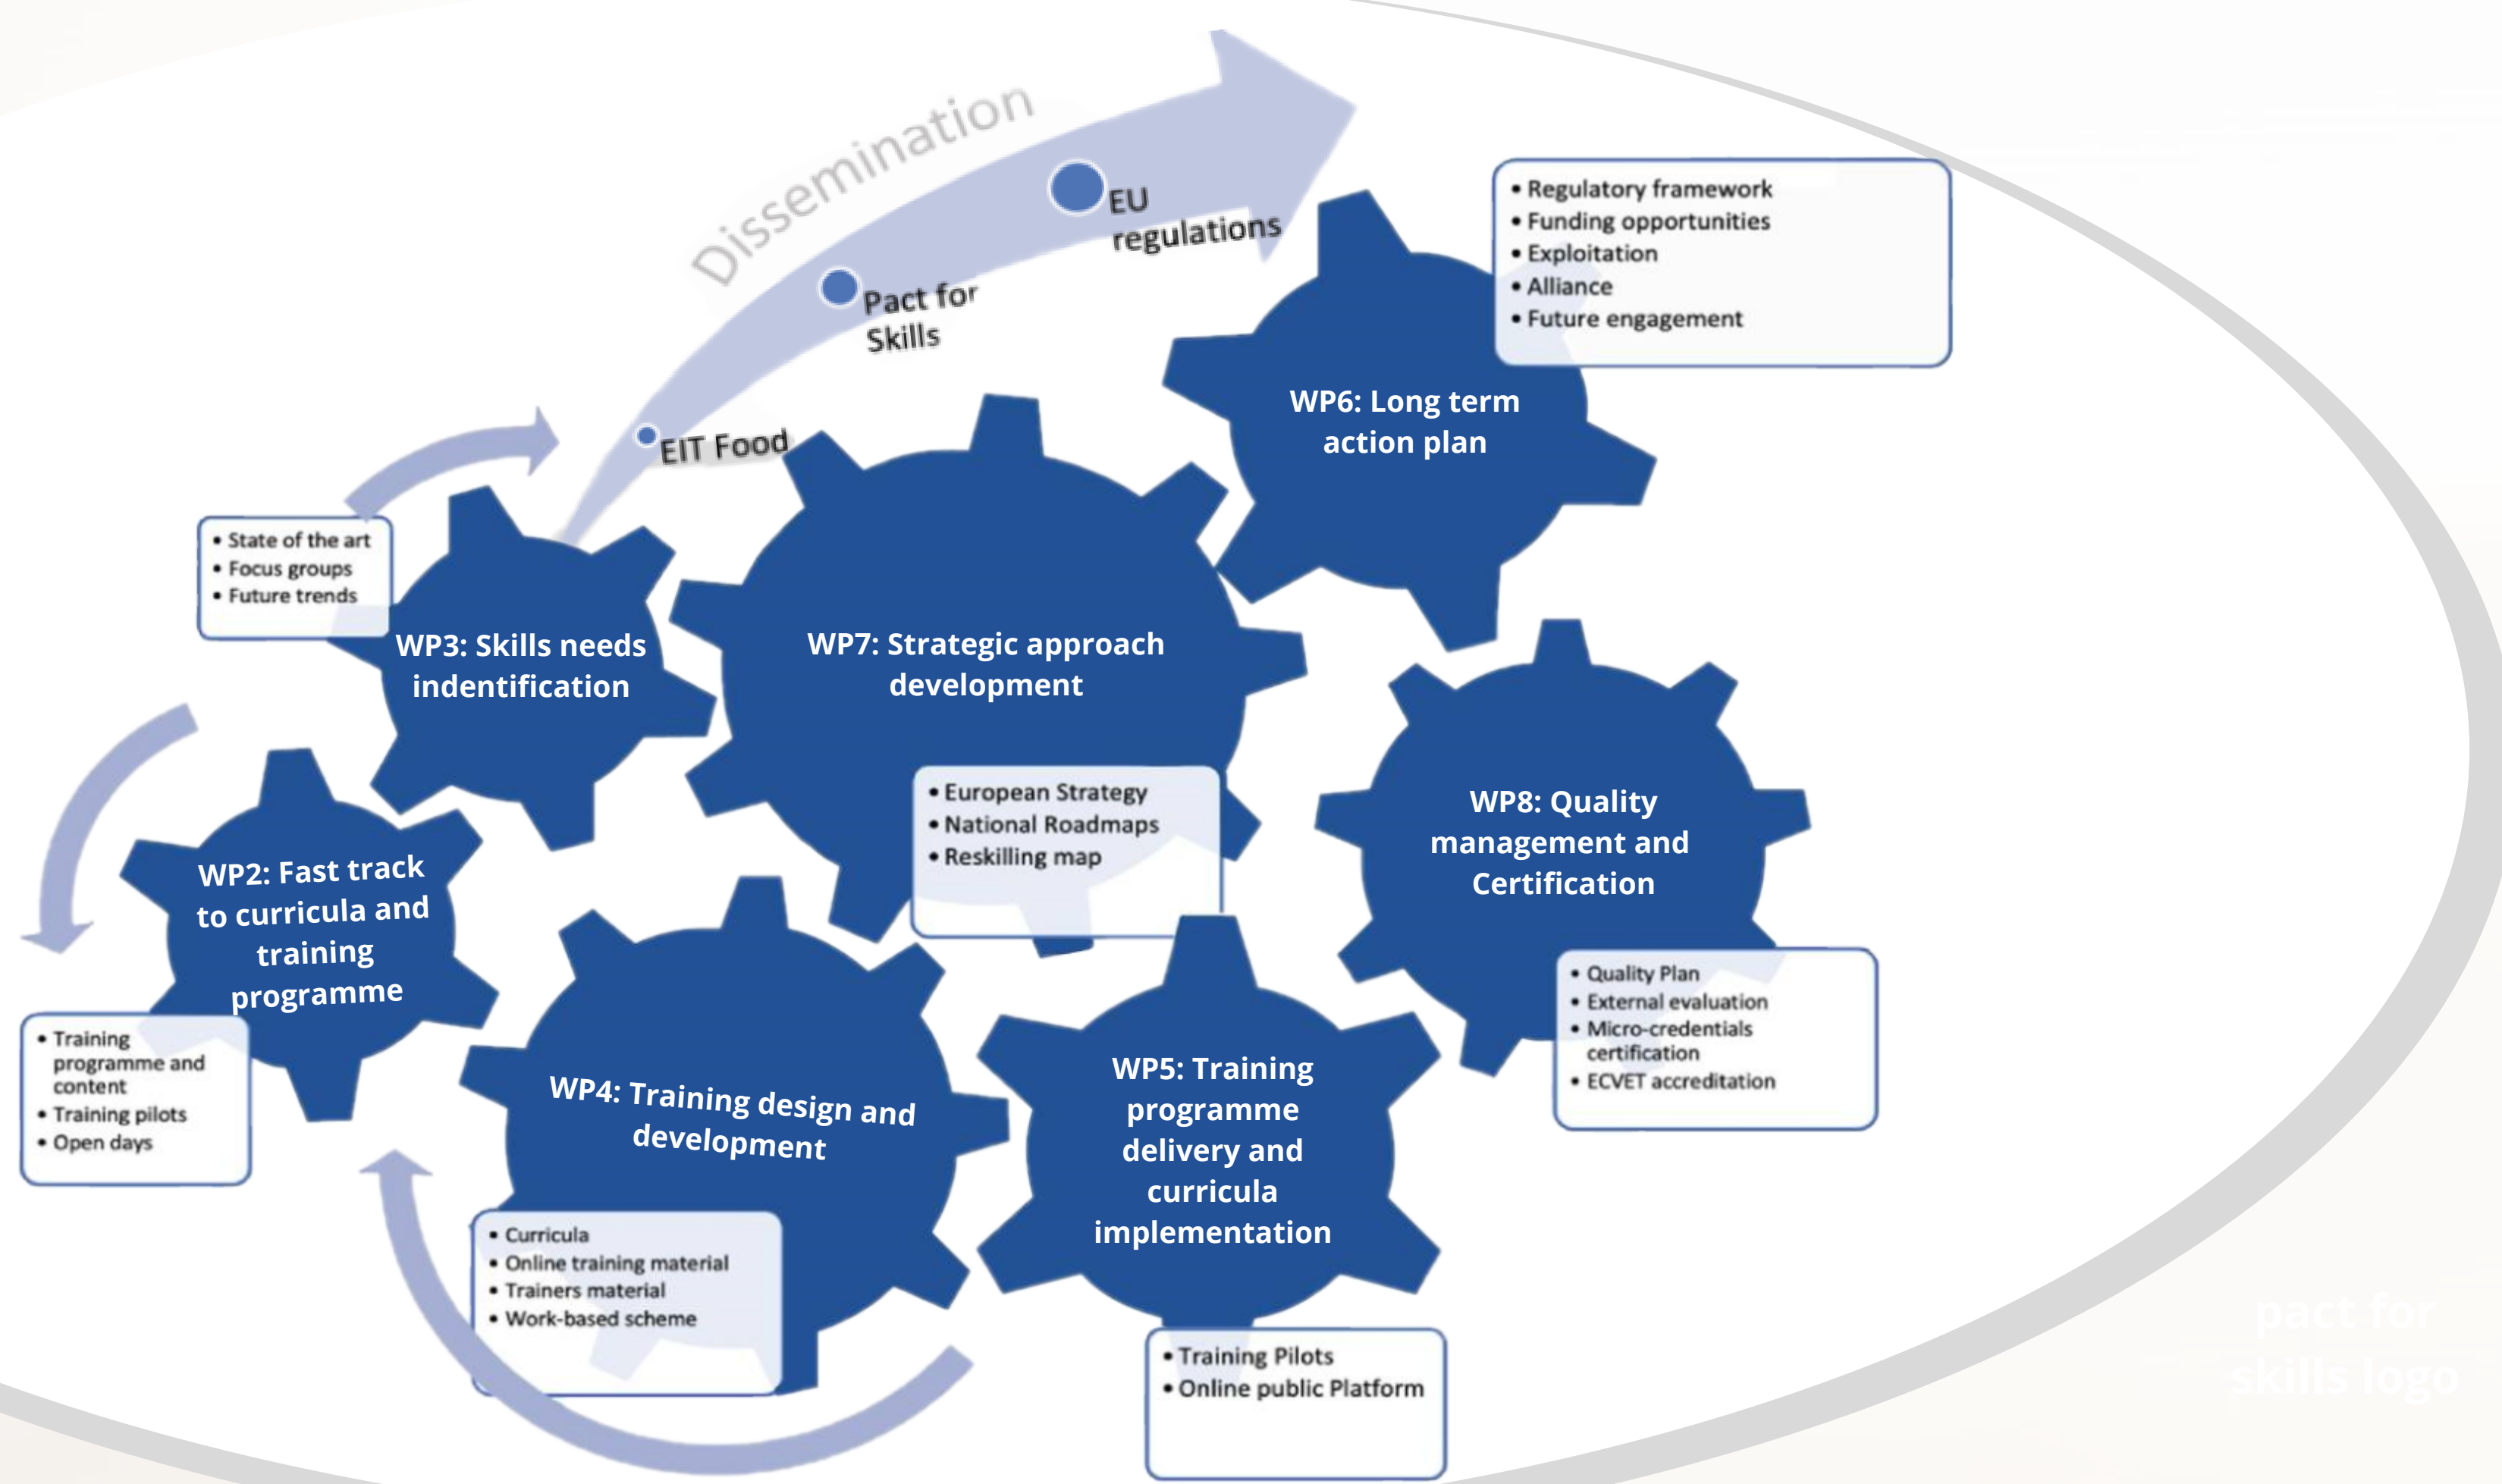 Dissemination
EU
regulations
Pact for
Skills
EIT Food
• Regulatory framework
• Funding opportunities
• Exploitation
• Alliance
• Future engagement
WP6: Long term
action plan
• State of the art
• Focus groups
• Future trends
WP3: Skills needs
indentification
WP7: Strategic approach
development
• European Strategy
• National Roadmaps
• Reskilling map
WP8: Quality
management and
Certification
• Quality Plan
• External evaluation
• Micro-credentials
certification
• ECVET accreditation
WP2: Fast track
to curricula and
training
programme
• Training
programme and
content
• Training pilots
• Open days
WP4: Training design and
development
• Curricula
• Online training material
• Trainers material
• Work-based scheme
WP5: Training
programme
delivery and
curricula
implementation
• Training Pilots
• Online public Platform
pact for
skills logo